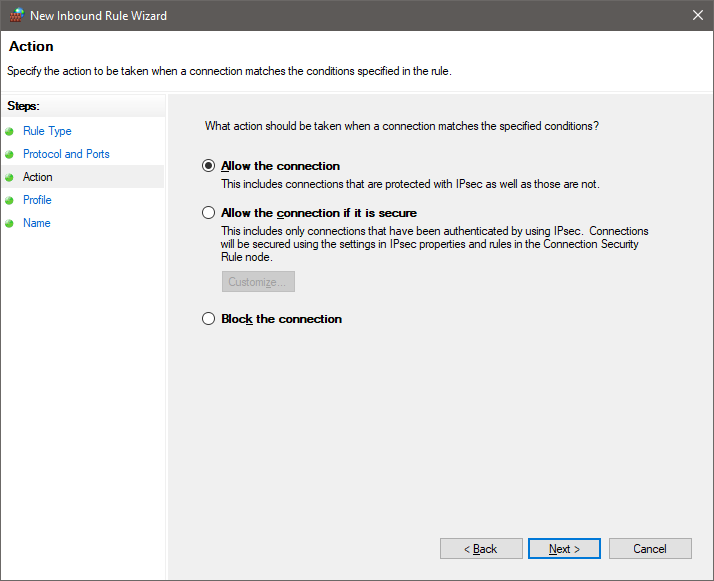 New Inbound Rule Wizard
Action
Specify the action to be taken when a connection matches the conditions specified in the rule.
Steps:
Rule Type
Protocol and Ports
Action
Profile
Name
What action should be taken when a connection matches the specified conditions?
Allow the connection
This includes connections that are protected with IPsec as well as those are not.
Allow the connection if it is secure
This includes only connections that have been authenticated by using IPsec.  Connections
will be secured using the settings in IPsec properties and rules in the Connection Security
Rule node.
Customize...
Block the connection
< Back
Next >
Cancel